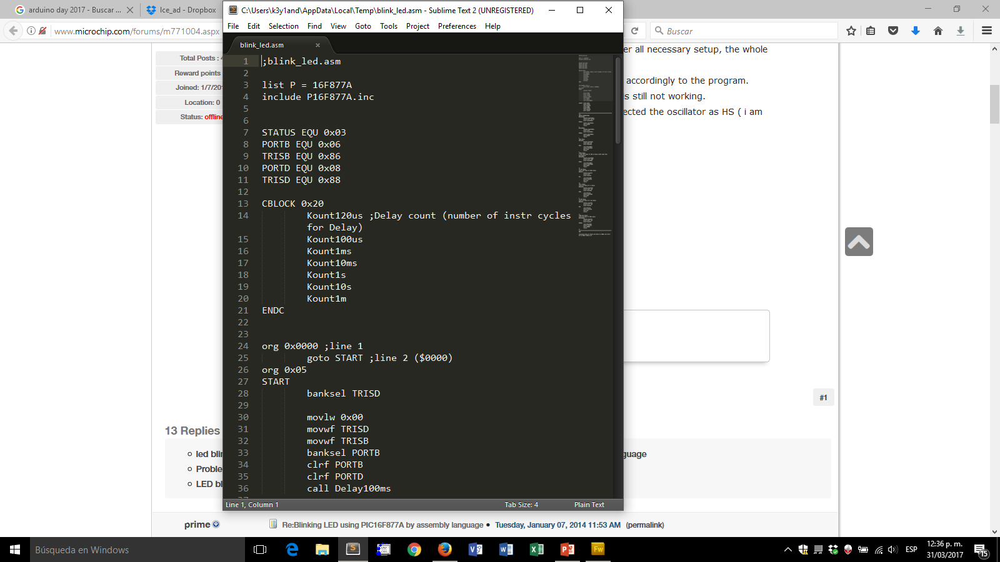 arduino day 2017 - Buscar ...
Ice_ad - Dropbox
C:\Users\k3y1and\AppData\Local\Temp\blink_led.asm - Sublime Text 2 (UNREGISTERED)
File Edit Selection Find View Goto Tools Project Preferences Help
www.microchip.com/forums/m771004.aspx
Buscar
blink_led.asm
1 ;blink_led.asm
2
3 list P = 16F877A
4 include P16F877A.inc
5
6
7 STATUS EQU 0x03
8 PORTB EQU 0x06
9 TRISB EQU 0x86
10 PORTD EQU 0x08
11 TRISD EQU 0x88
12
13 CBLOCK 0x20
14 Kount120us ;Delay count (number of instr cycles
for Delay)
15 Kount100us
16 Kount1ms
17 Kount10ms
18 Kount1s
19 Kount10s
20 Kount1m
21 ENDC
22
23
24 org 0x0000 ;line 1
25 goto START ;line 2 ($0000)
26 org 0x05
27 START
28 banksel TRISD
29
30 movlw 0x00
31 movwf TRISD
32 movwf TRISB
33 banksel PORTB
34 clrf PORTB
35 clrf PORTD
36 call Delay100ms
Line 1, Column 1
Tab Size: 4
Plain Text
Total Posts :
Reward points
Joined: 1/7/20
Location: 0
Status: offline
er all necessary setup, the whole
accordingly to the program.
s still not working.
ected the oscillator as HS ( i am
#1
13 Replies
led bli
guage
Proble
LED bl
prime
Re:Blinking LED using PIC16F877A by assembly language • Tuesday, January 07, 2014 11:53 AM (permalink)
Búsqueda en Windows
ESP
12:36 p. m.
31/03/2017
15